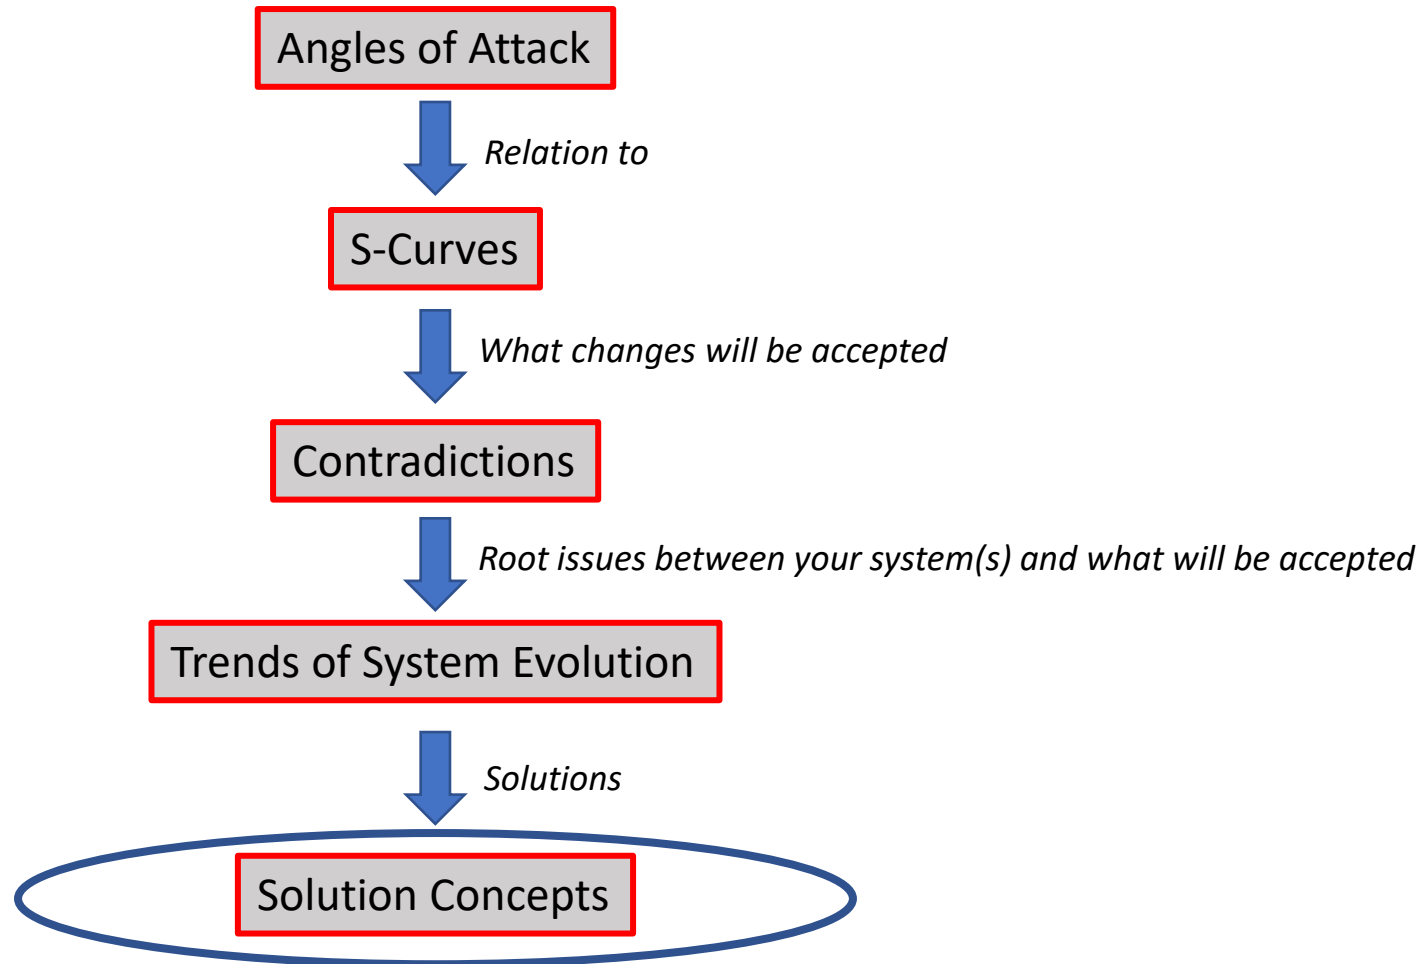 Angles of Attack
Relation to
S-Curves
What changes will be accepted
Contradictions
Root issues between your system(s) and what will be accepted
Trends of System Evolution
Solutions
Solution Concepts